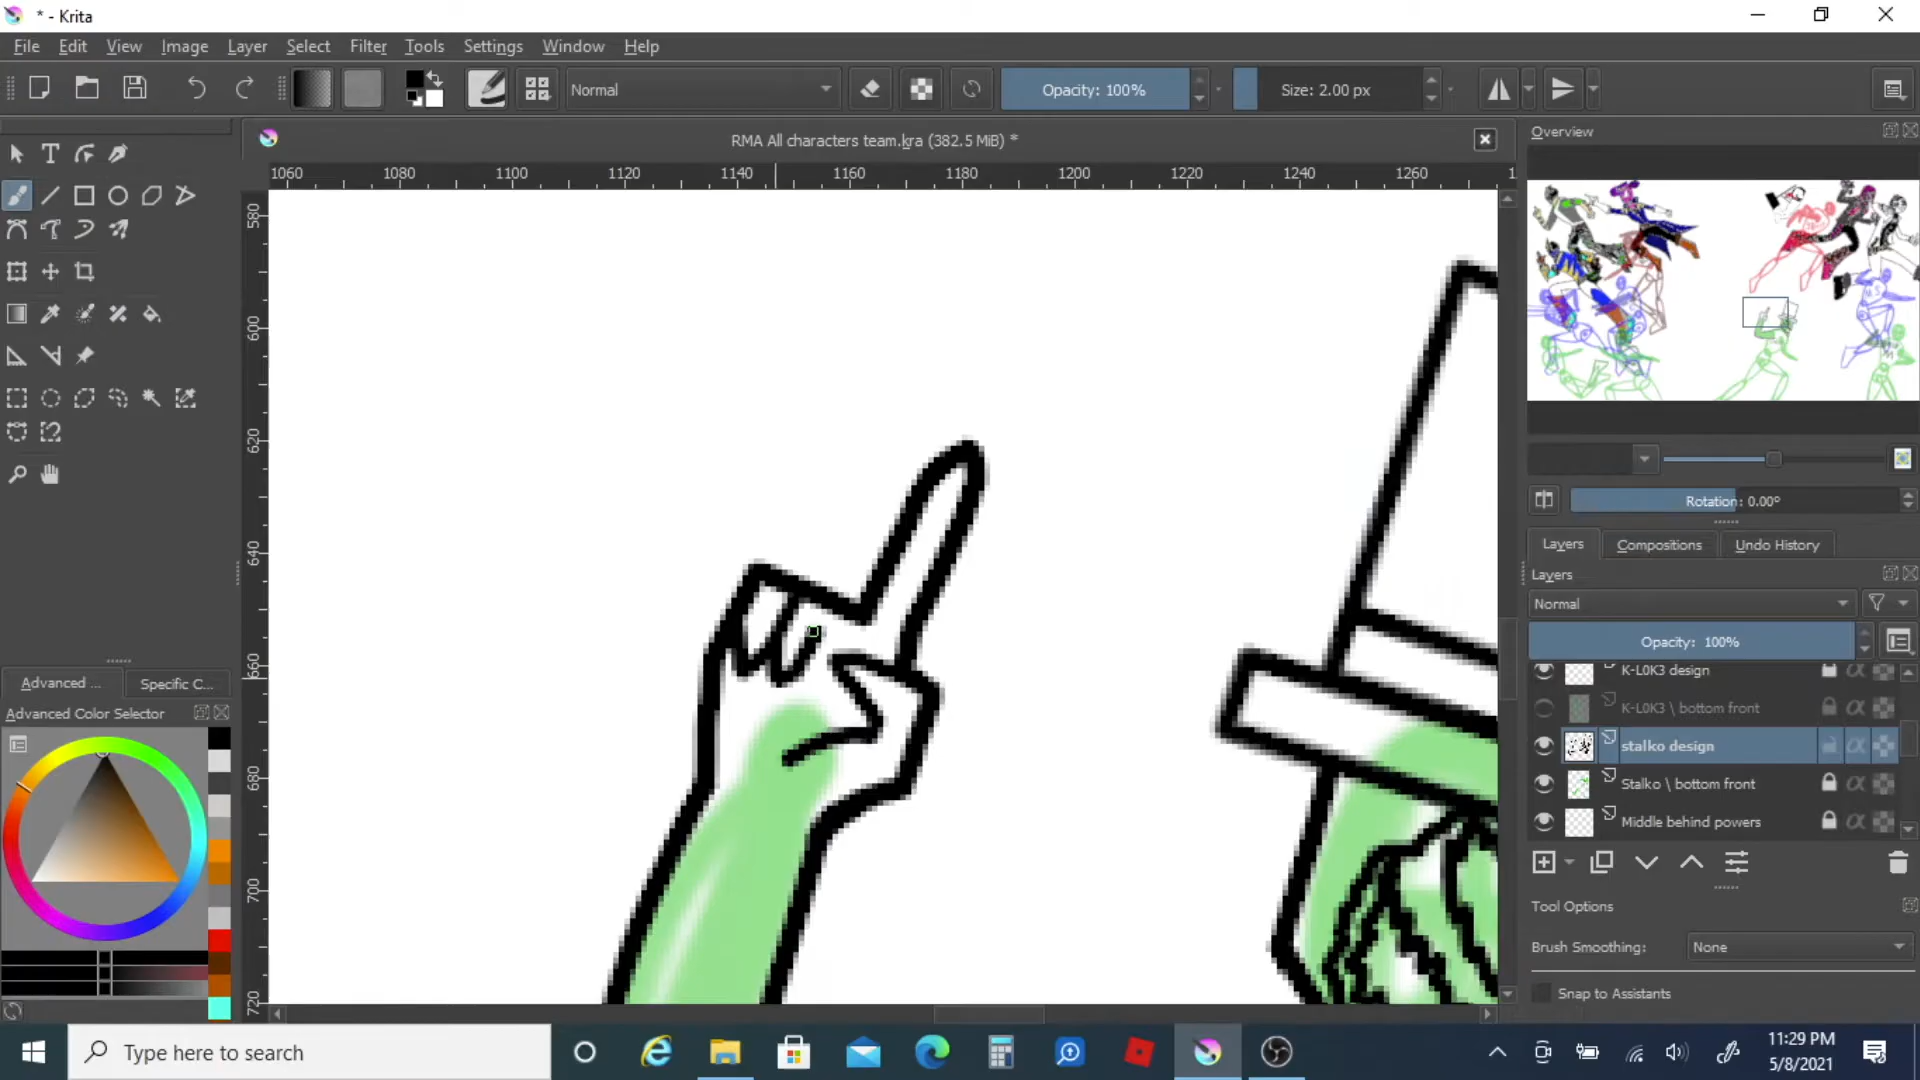 * - Krita
File Edit View Image Layer Select Filter Tools Settings Window Help
Normal
Opacity: 100%
Size: 2.00 px
RMA All characters team.kra (382.5 MiB) *
Overview
1060 1080 1100 1120 1140 1160 1180 1200 1220 1240 1260
580
600
620
640
660
680
700
720
Rotation: 0.00°
Layers Compositions Undo History
Layers
Normal
Opacity: 100%
K-L0K3 design
K-L0K3 \ bottom front
stalko design
Stalko \ bottom front
Middle behind powers
Tool Options
Brush Smoothing: None
Snap to Assistants
Advanced ... Specific C...
Advanced Color Selector
Type here to search
11:29 PM
5/8/2021